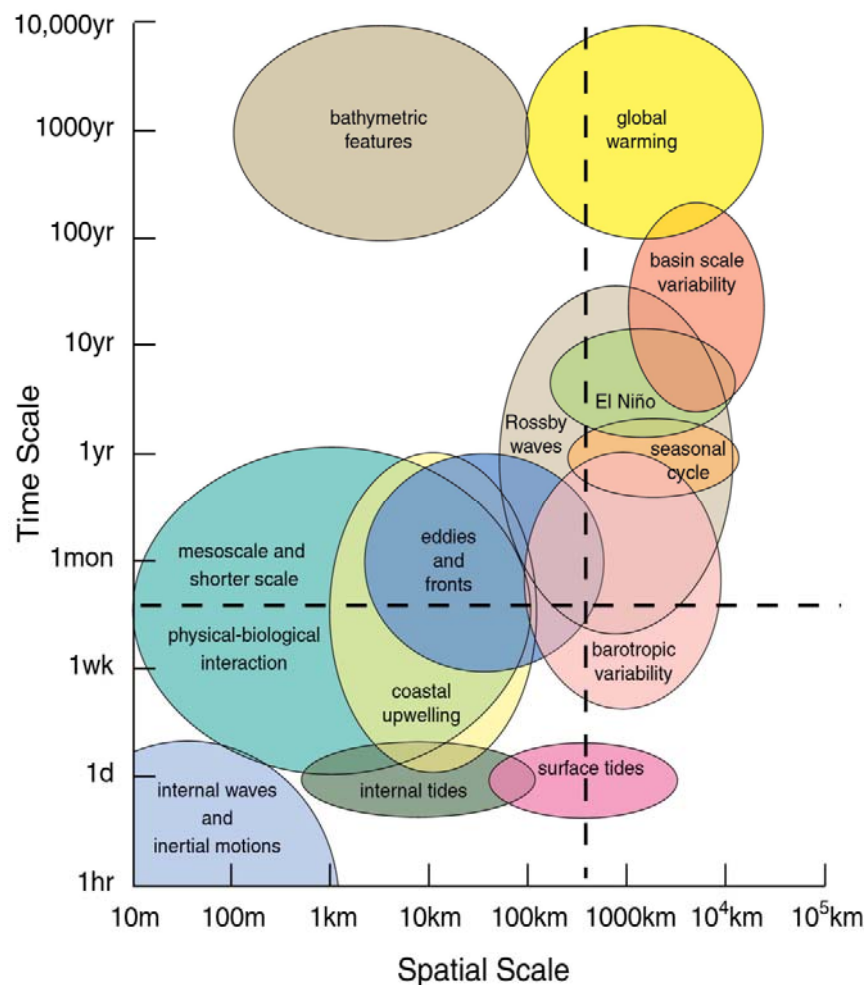 10,000yr
1000yr
100yr
10yr
1yr
1mon
1wk
1d
1hr
Time Scale
bathymetric
features
global
warming
basin scale
variability
El Niño
Rossby
waves
seasonal
cycle
eddies
and
fronts
mesoscale and
shorter scale
physical-biological
interaction
barotropic
variability
coastal
upwelling
surface tides
internal tides
internal waves
and
inertial motions
10m
100m
1km
10km
100km
1000km
10⁴km
10⁵km
Spatial Scale